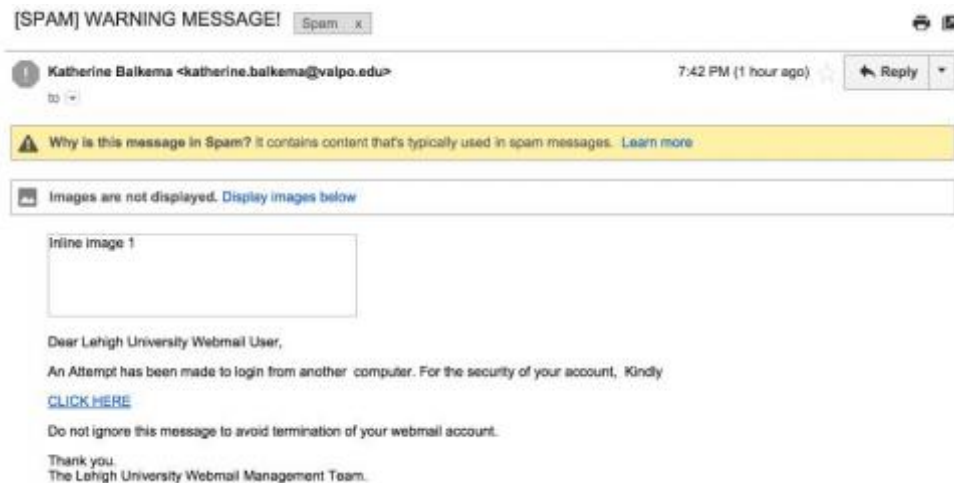 [SPAM] WARNING MESSAGE! Spam x
Katherine Balkema <katherine.balkema@valpo.edu> 7:42 PM (1 hour ago) Reply
to
Why is this message in Spam? It contains content that's typically used in spam messages. Learn more
Images are not displayed. Display images below
Inline image 1
Dear Lehigh University Webmail User,
An Attempt has been made to login from another computer. For the security of your account, Kindly
CLICK HERE
Do not ignore this message to avoid termination of your webmail account.
Thank you.
The Lehigh University Webmail Management Team.